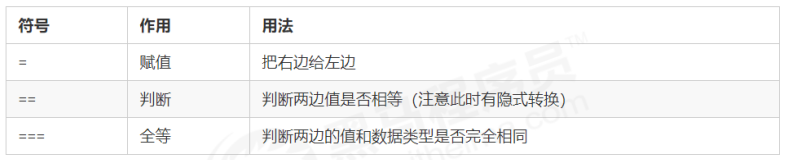 符号 作用 用法
= 赋值 把右边给左边
== 判断 判断两边值是否相等（注意此时有隐式转换）
=== 全等 判断两边的值和数据类型是否完全相同